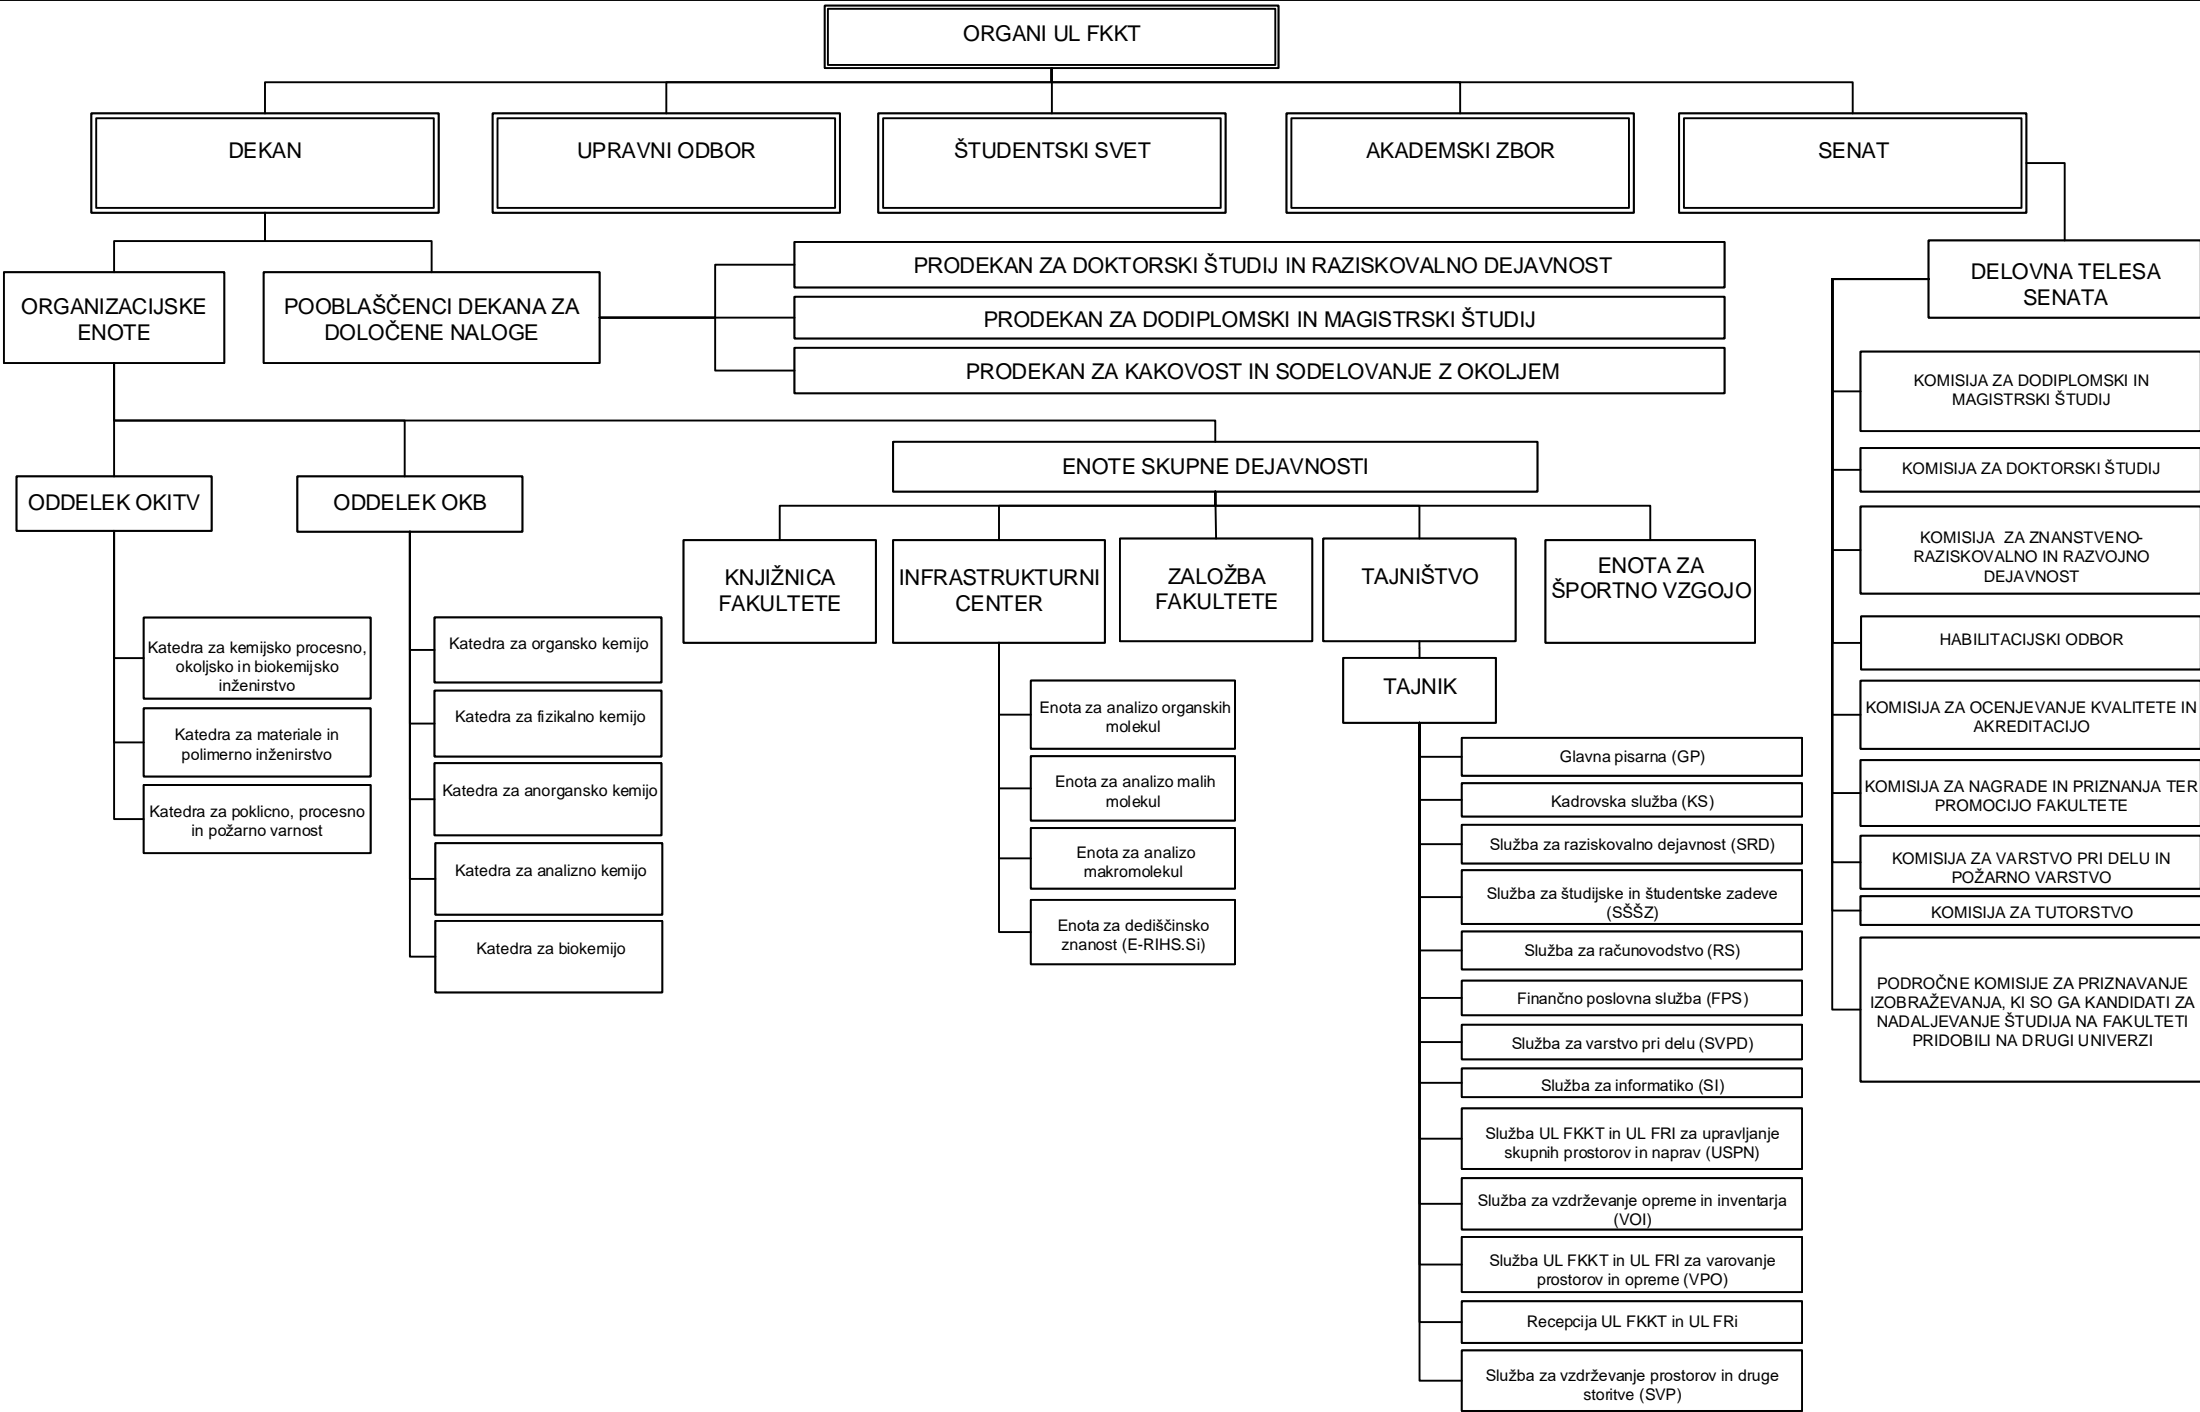 ORGANI UL FKKT
DEKAN
UPRAVNI ODBOR
ŠTUDENTSKI SVET
AKADEMSKI ZBOR
SENAT
ORGANIZACIJSKE
ENOTE
POOBLAŠČENCI DEKANA ZA
DOLOČENE NALOGE
PRODEKAN ZA DOKTORSKI ŠTUDIJ IN RAZISKOVALNO DEJAVNOST
PRODEKAN ZA DODIPLOMSKI IN MAGISTRSKI ŠTUDIJ
PRODEKAN ZA KAKOVOST IN SODELOVANJE Z OKOLJEM
DELOVNA TELESA
SENATA
ODDELEK OKITV
Katedra za kemijsko procesno,
okoljsko in biokemijsko
inženirstvo
Katedra za materiale in
polimerno inženirstvo
Katedra za poklicno, procesno
in požarno varnost
ODDELEK OKB
Katedra za organsko kemijo
Katedra za fizikalno kemijo
Katedra za anorgansko kemijo
Katedra za analizno kemijo
Katedra za biokemijo
ENOTE SKUPNE DEJAVNOSTI
KNJIŽNICA
FAKULTETE
INFRASTRUKTURNI
CENTER
ZALOŽBA
FAKULTETE
TAJNIŠTVO
ENOTA ZA
ŠPORTNO VZGOJO
Enota za analizo organskih
molekul
Enota za analizo malih
molekul
Enota za analizo
makromolekul
Enota za dediščinsko
znanost (E-RIHS.Si)
TAJNIK
Glavna pisarna (GP)
Kadrovska služba (KS)
Služba za raziskovalno dejavnost (SRD)
Služba za študijske in študentske zadeve
(SŠŠZ)
Služba za računovodstvo (RS)
Finančno poslovna služba (FPS)
Služba za varstvo pri delu (SVPD)
Služba za informatiko (SI)
Služba UL FKKT in UL FRI za upravljanje
skupnih prostorov in naprav (USPN)
Služba za vzdrževanje opreme in inventarja
(VOI)
Služba UL FKKT in UL FRI za varovanje
prostorov in opreme (VPO)
Recepcija UL FKKT in UL FRi
Služba za vzdrževanje prostorov in druge
storitve (SVP)
KOMISIJA ZA DODIPLOMSKI IN
MAGISTRSKI ŠTUDIJ
KOMISIJA ZA DOKTORSKI ŠTUDIJ
KOMISIJA ZA ZNANSTVENO-
RAZISKOVALNO IN RAZVOJNO
DEJAVNOST
HABILITACIJSKI ODBOR
KOMISIJA ZA OCENJEVANJE KVALITETE IN
AKREDITACIJO
KOMISIJA ZA NAGRADE IN PRIZNANJA TER
PROMOCIJO FAKULTETE
KOMISIJA ZA VARSTVO PRI DELU IN
POŽARNO VARSTVO
KOMISIJA ZA TUTORSTVO
PODROČNE KOMISIJE ZA PRIZNAVANJE
IZOBRAŽEVANJA, KI SO GA KANDIDATI ZA
NADALJEVANJE ŠTUDIJA NA FAKULTETI
PRIDOBILI NA DRUGI UNIVERZI